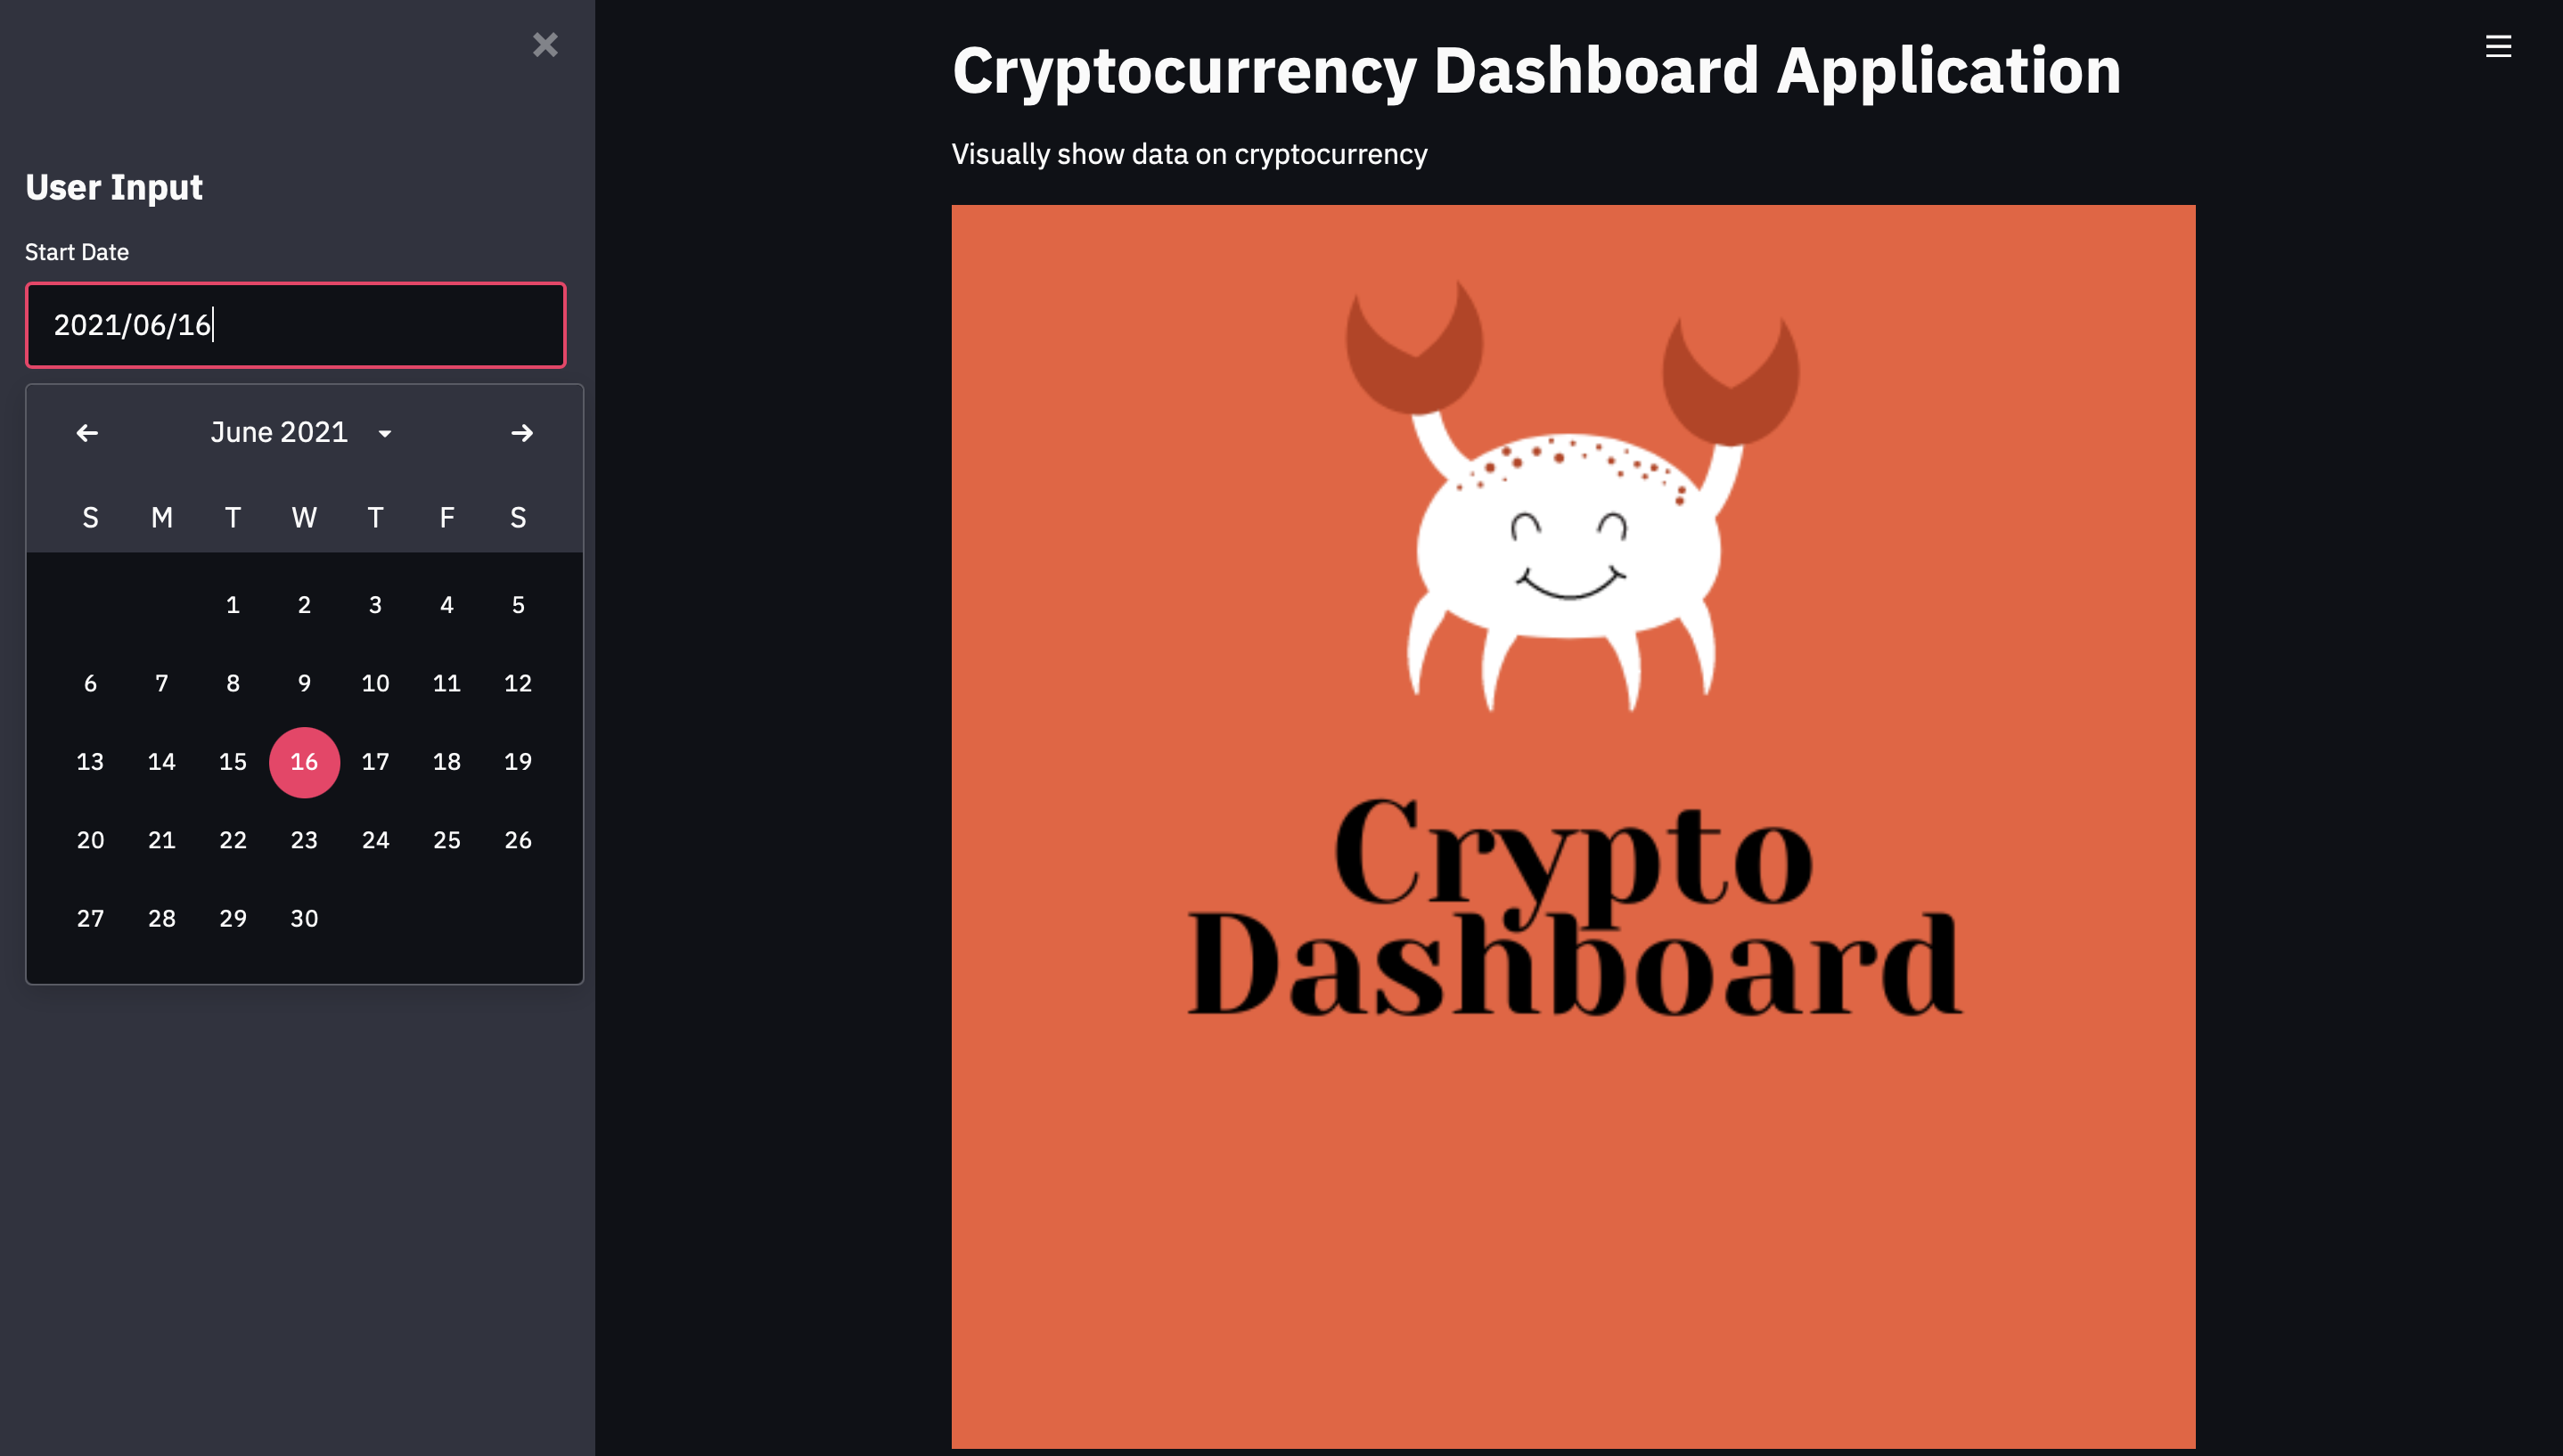 User Input
Start Date
2021/06/16
June 2021
S M T W T F S
1 2 3 4 5
6 7 8 9 10 11 12
13 14 15 16 17 18 19
20 21 22 23 24 25 26
27 28 29 30
Cryptocurrency Dashboard Application
Visually show data on cryptocurrency
Crypto
Dashboard